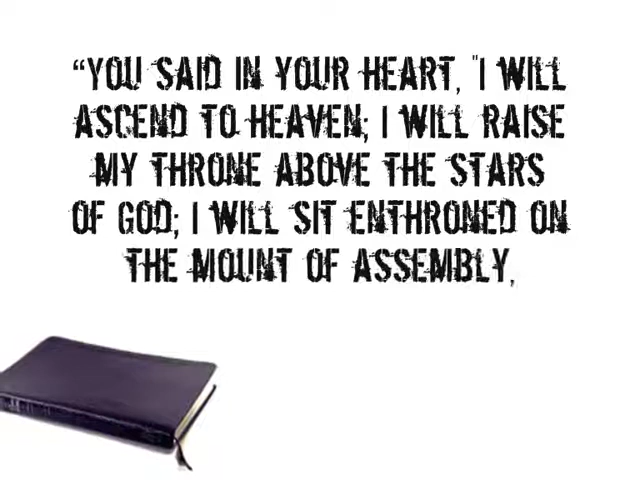 “YOU SAID IN YOUR HEART, "I WILL
ASCEND TO HEAVEN; I WILL RAISE
MY THRONE ABOVE THE STARS
OF GOD; I WILL SIT ENTHRONED ON
THE MOUNT OF ASSEMBLY,